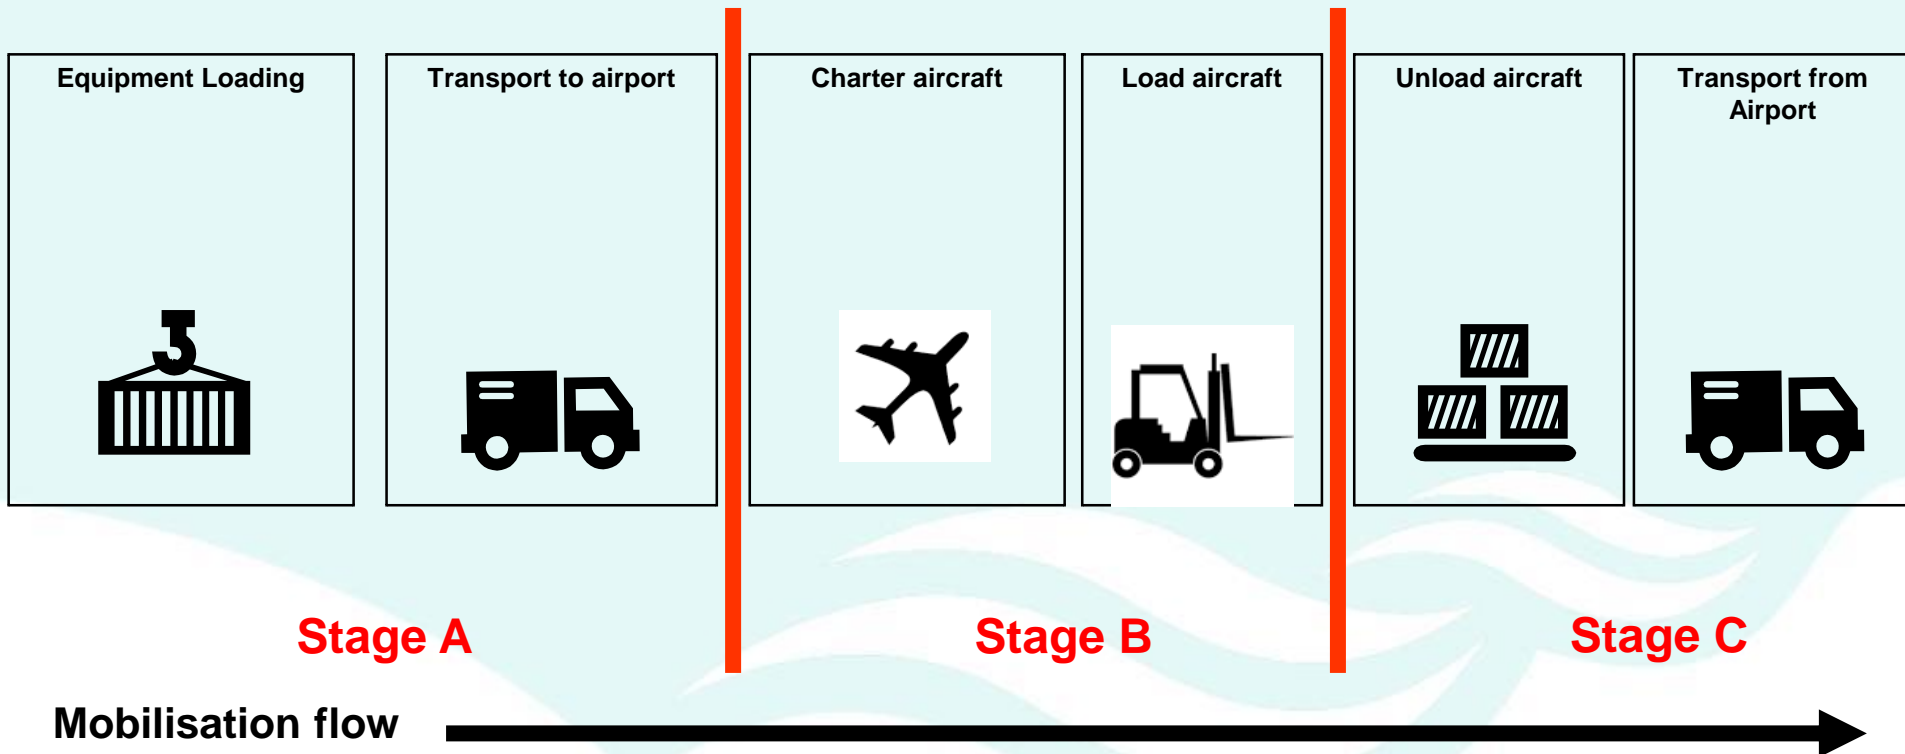 Equipment Loading
Transport to airport
Charter aircraft
Load aircraft
Unload aircraft
Transport from
Airport
Stage A
Stage B
Stage C
Mobilisation flow